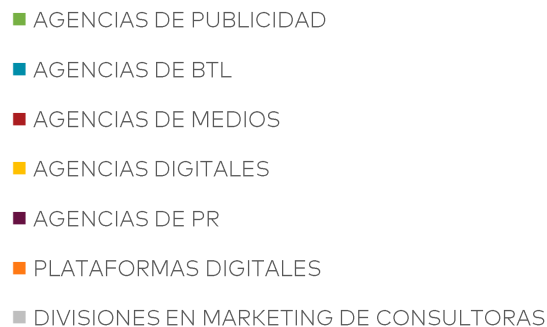 AGENCIAS DE PUBLICIDAD
AGENCIAS DE BTL
AGENCIAS DE MEDIOS
AGENCIAS DIGITALES
AGENCIAS DE PR
PLATAFORMAS DIGITALES
DIVISIONES EN MARKETING DE CONSULTORAS